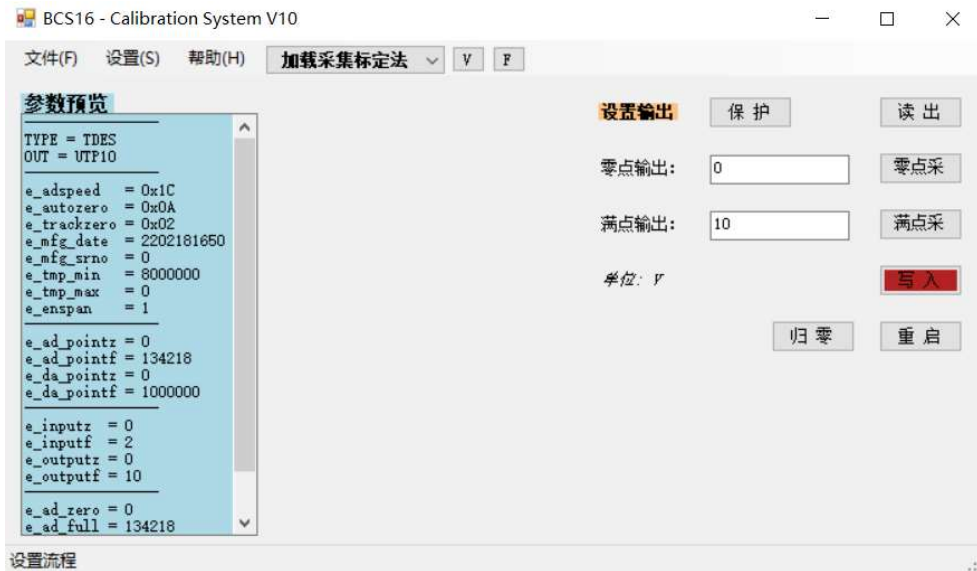 BCS16 - Calibration System V10
文件(F) 设置(S) 帮助(H) 加载采集标定法 V F
参数预览
TYPE = TDES
OUT = UTP10
e_adspeed = 0x1C
e_autozero = 0x0A
e_trackzero = 0x02
e_mfg_date = 2202181650
e_mfg_srno = 0
e_tmp_min = 8000000
e_tmp_max = 0
e_enspan = 1
e_ad_pointz = 0
e_ad_pointf = 134218
e_da_pointz = 0
e_da_pointf = 1000000
e_inputz = 0
e_inputf = 2
e_outputz = 0
e_outputf = 10
e_ad_zero = 0
e_ad_full = 134218
设置输出 保 护 读 出
零点输出: 0 零点采
满点输出: 10 满点采
单位: V 写 入
归 零 重 启
设置流程